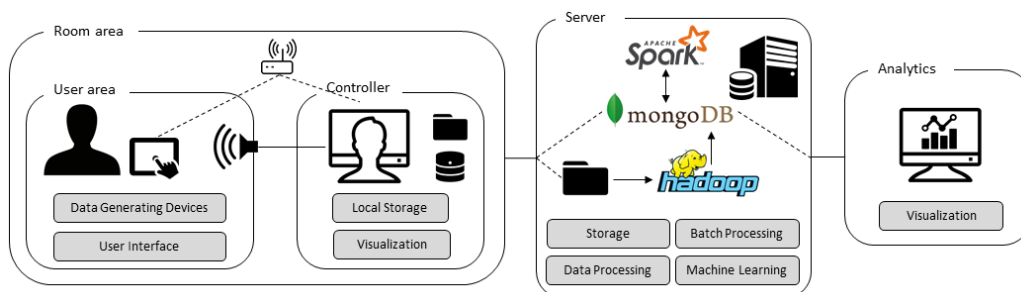 Room area
User area
Data Generating Devices
User Interface
Controller
Local Storage
Visualization
Server
APACHE
Spark™
mongoDB
hadoop
Storage
Batch Processing
Data Processing
Machine Learning
Analytics
Visualization